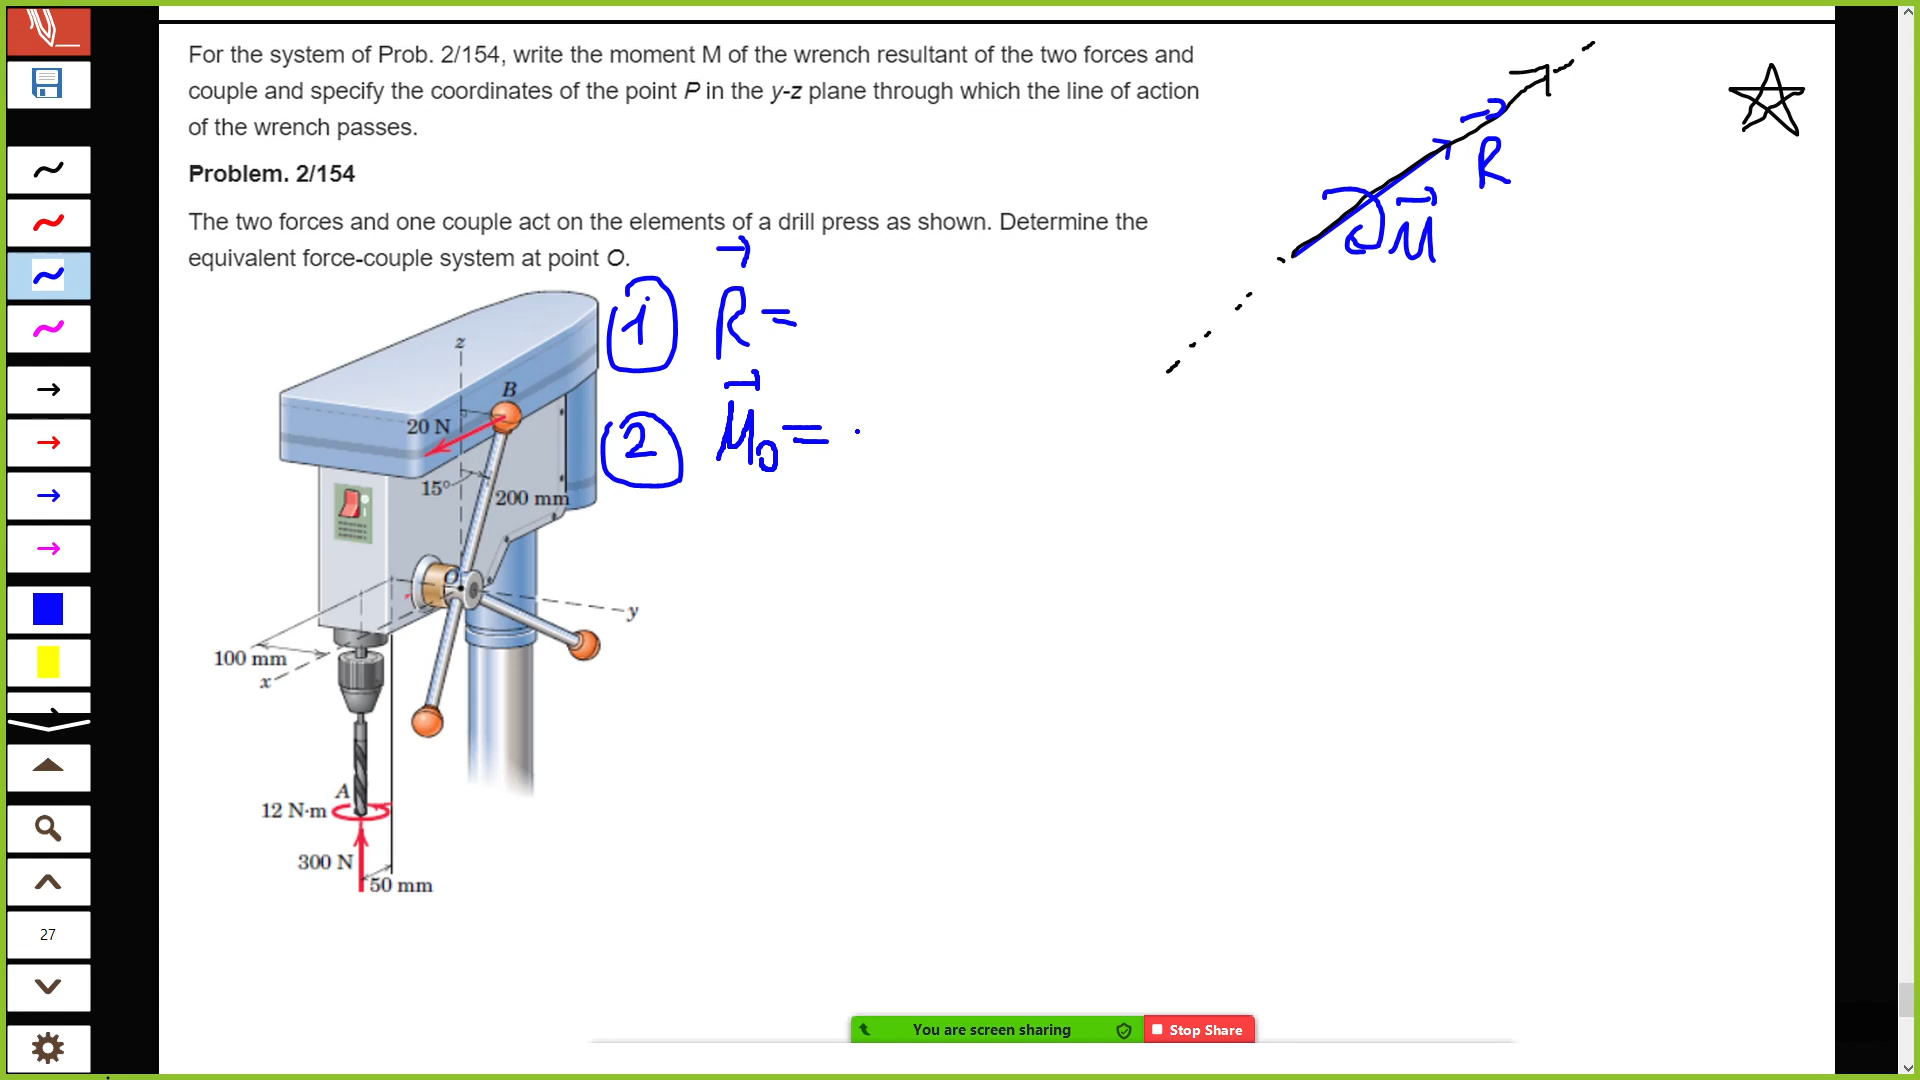 For the system of Prob. 2/154, write the moment M of the wrench resultant of the two forces and
couple and specify the coordinates of the point P in the y-z plane through which the line of action
of the wrench passes.
Problem. 2/154
The two forces and one couple act on the elements of a drill press as shown. Determine the
equivalent force-couple system at point O.
R
M
1 R =
2 M0 = .
z
B
20 N
15°
200 mm
O
y
100 mm
x
A
12 N·m
300 N
50 mm
27
You are screen sharing
Stop Share